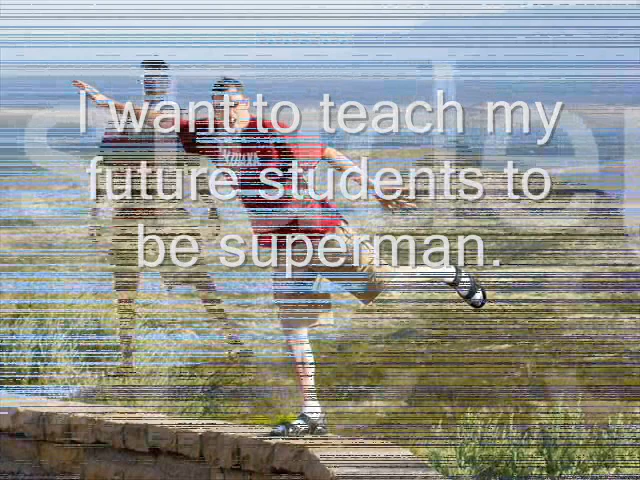 I want to teach my
future students to
be superman.